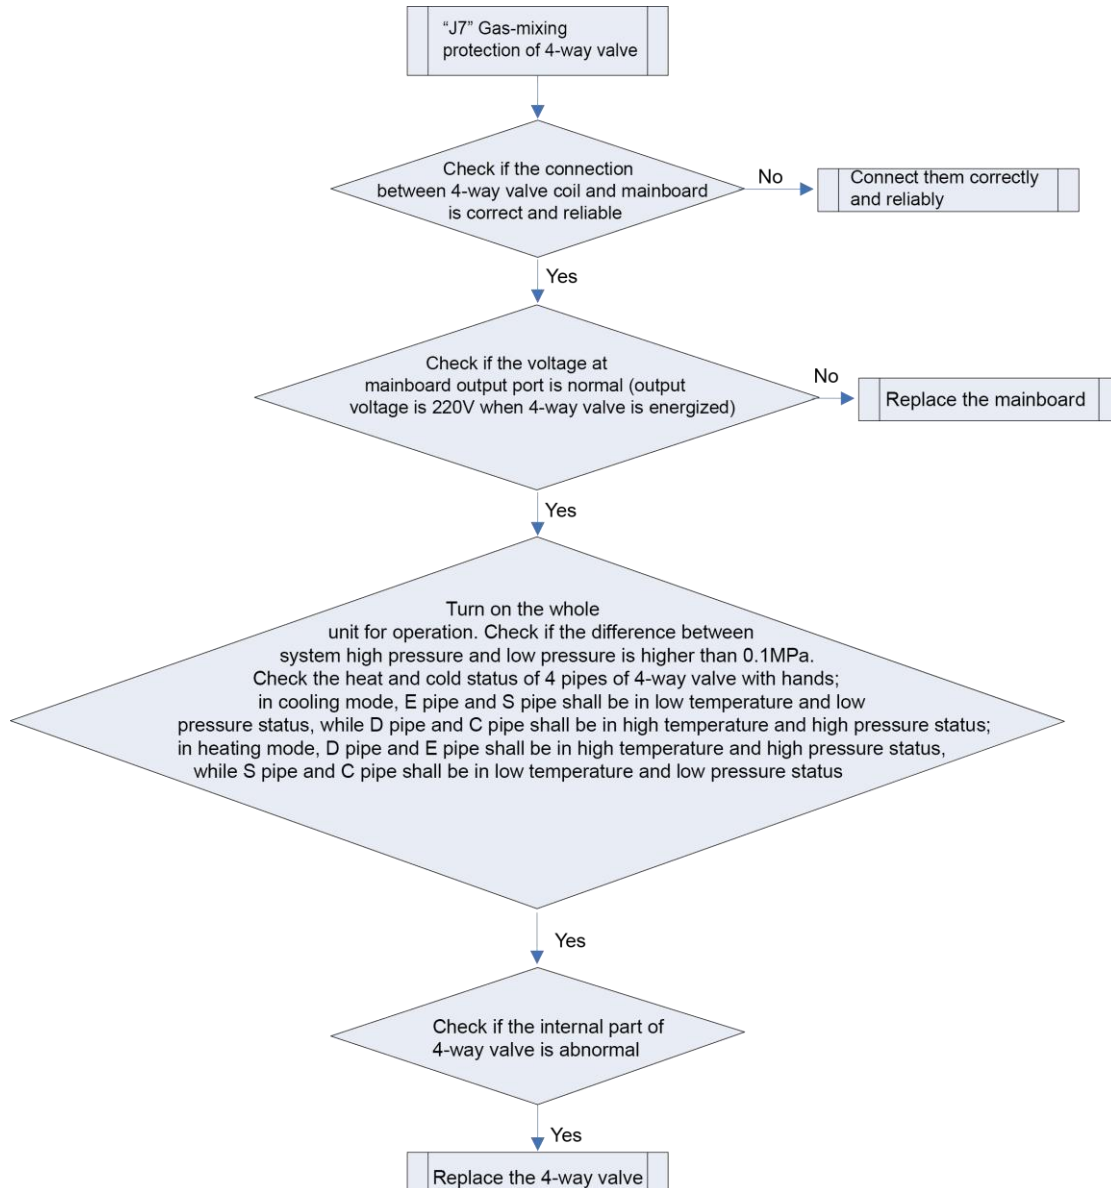 “J7” Gas-mixing
protection of 4-way valve
Check if the connection
between 4-way valve coil and mainboard
is correct and reliable
No
Connect them correctly
and reliably
Yes
Check if the voltage at
mainboard output port is normal (output
voltage is 220V when 4-way valve is energized)
No
Replace the mainboard
Yes
Turn on the whole
unit for operation. Check if the difference between
system high pressure and low pressure is higher than 0.1MPa.
Check the heat and cold status of 4 pipes of 4-way valve with hands;
in cooling mode, E pipe and S pipe shall be in low temperature and low
pressure status, while D pipe and C pipe shall be in high temperature and high pressure status;
in heating mode, D pipe and E pipe shall be in high temperature and high pressure status,
while S pipe and C pipe shall be in low temperature and low pressure status
Yes
Check if the internal part of
4-way valve is abnormal
Yes
Replace the 4-way valve